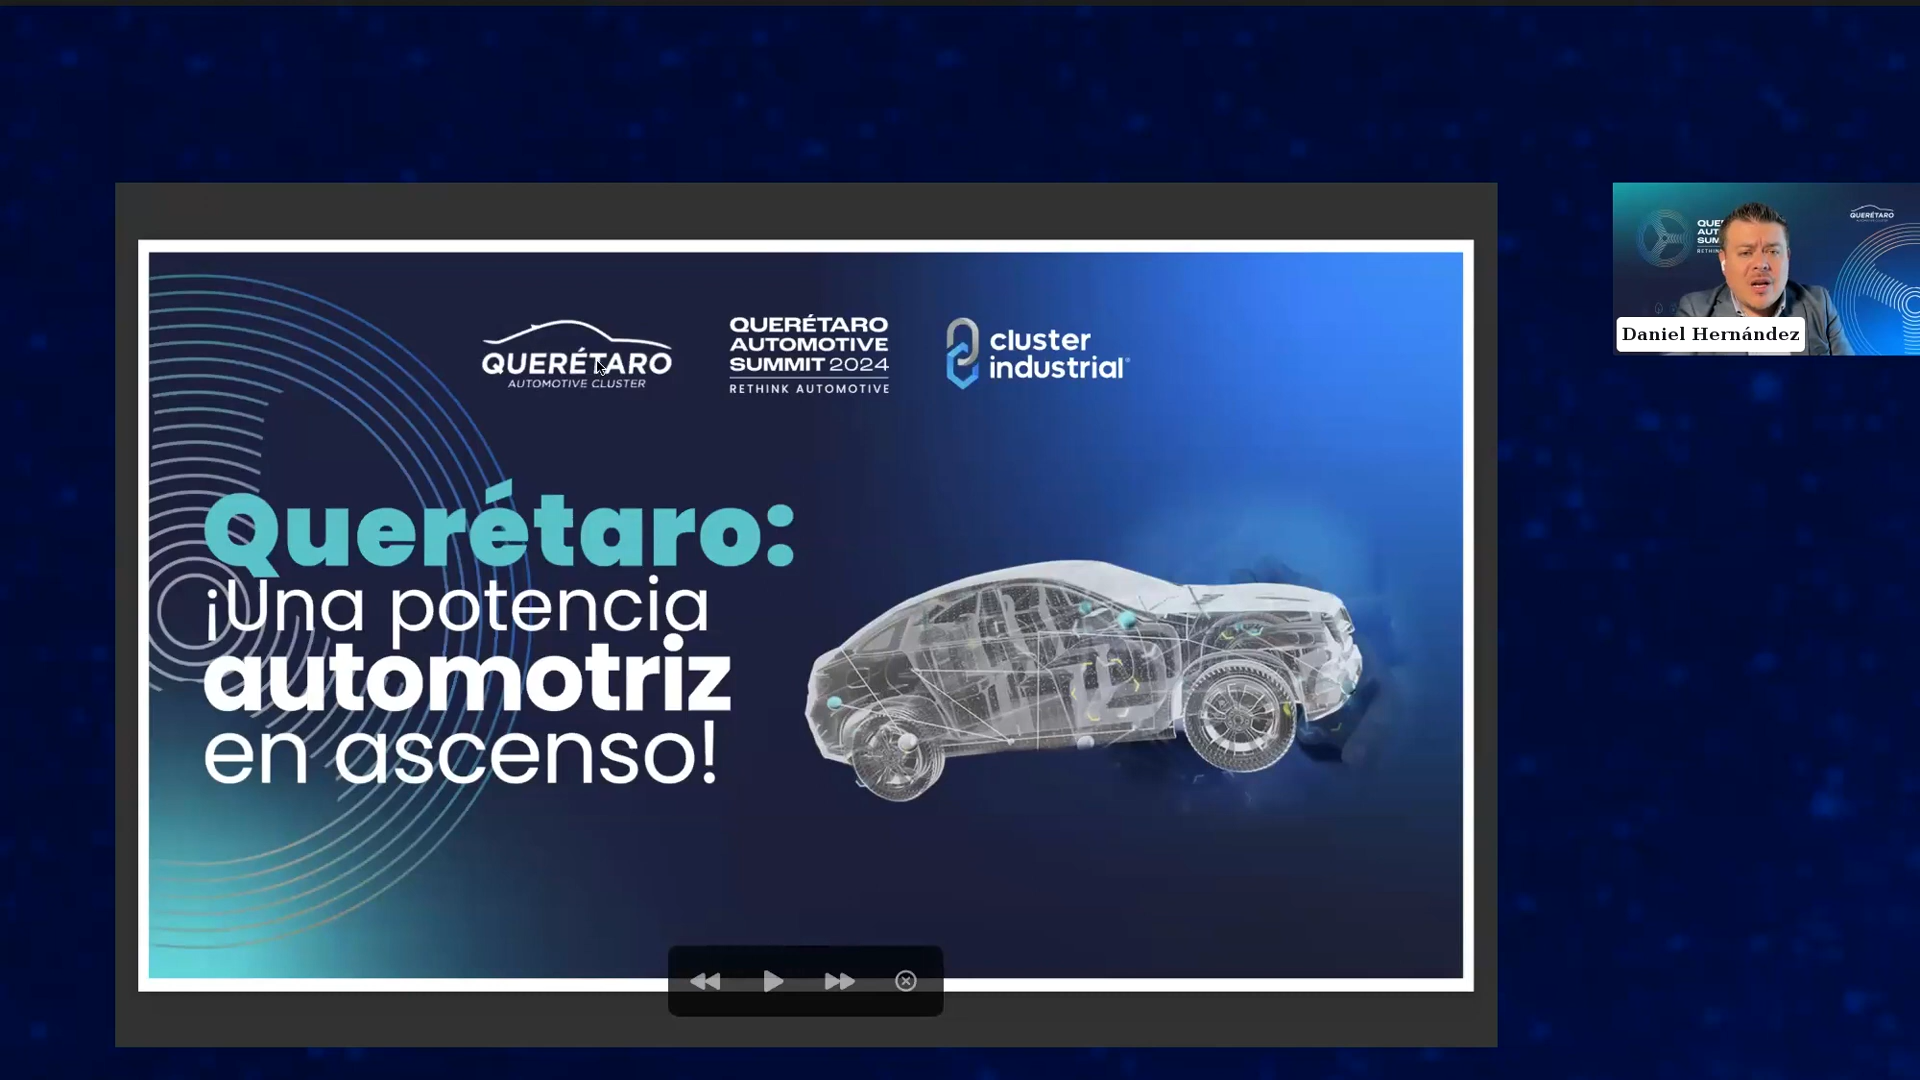 QUERÉTARO
AUTOMOTIVE CLUSTER
QUERÉTARO
AUTOMOTIVE
SUMMIT 2024
RETHINK AUTOMOTIVE
cluster
industrial
Querétaro:
¡Una potencia
automotriz
en ascenso!
QUERÉTARO
Daniel Hernández